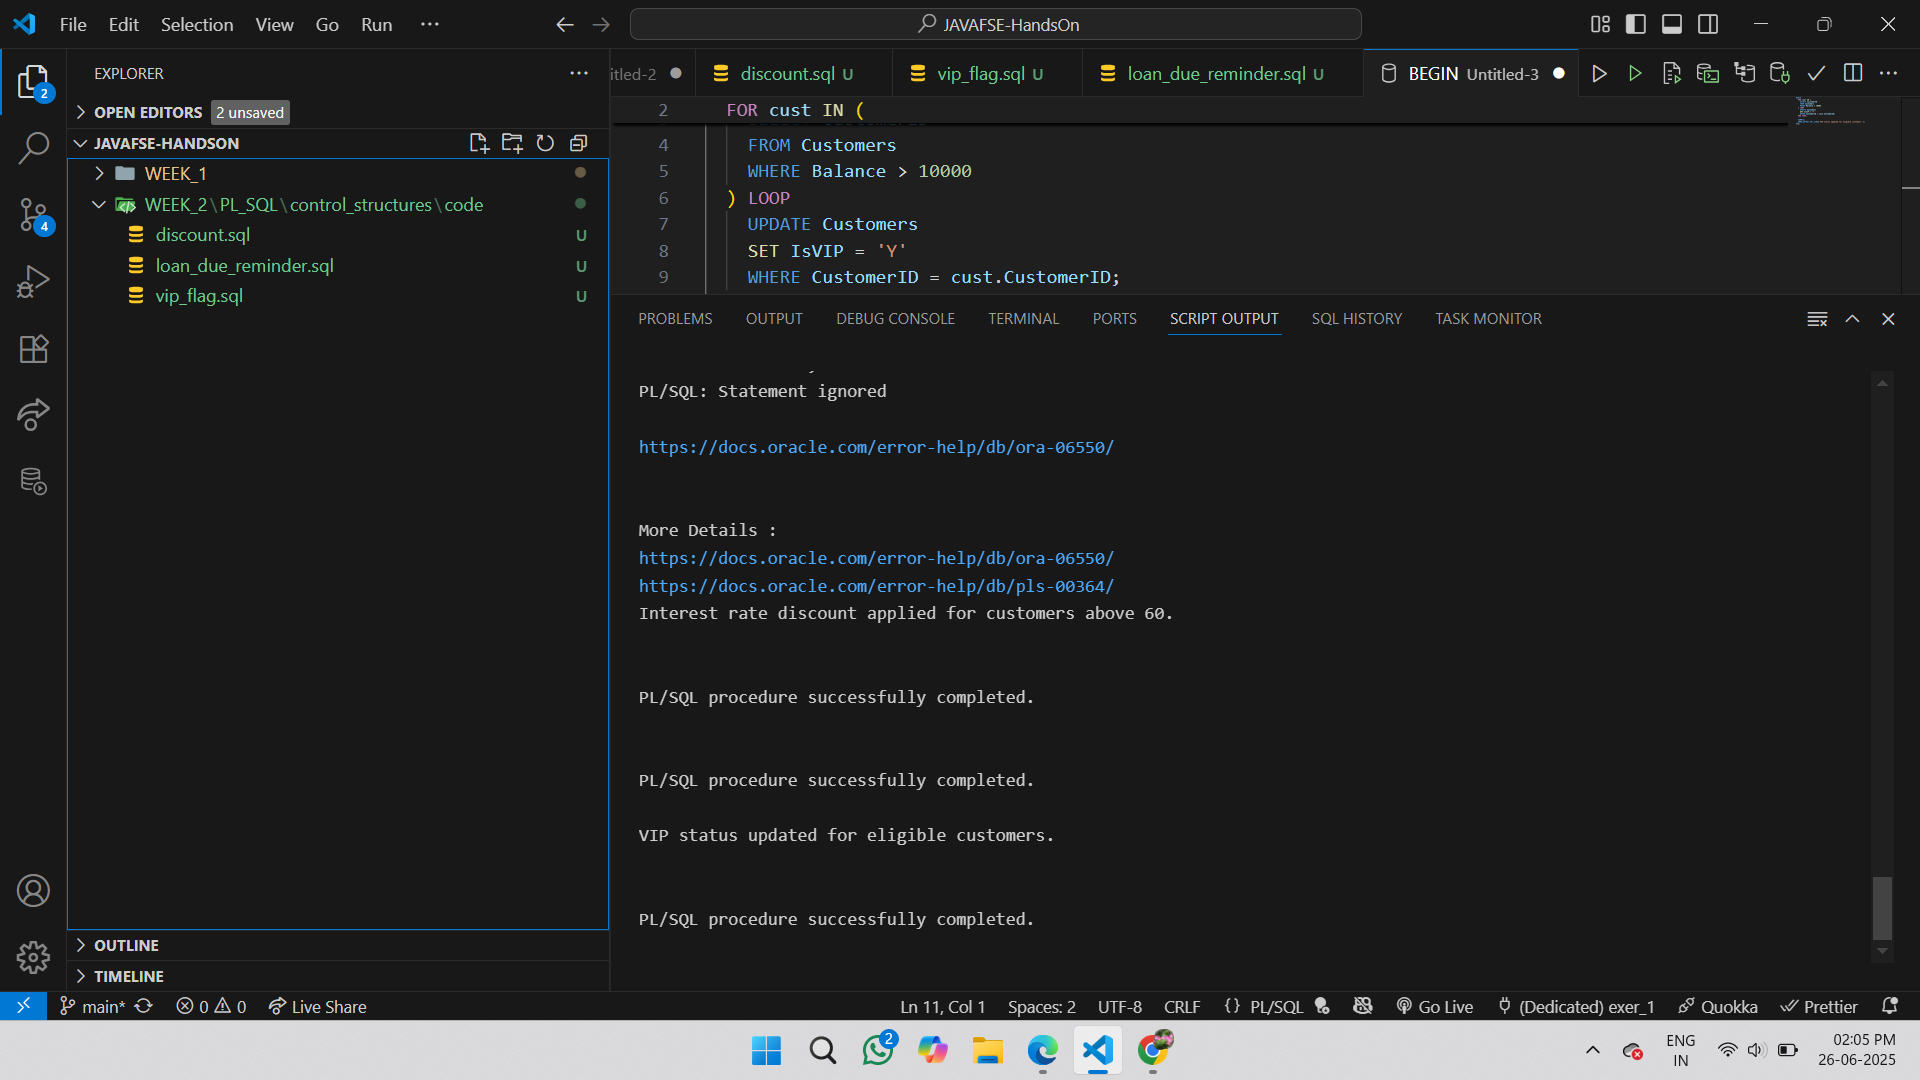 File Edit Selection View Go Run ···
JAVAFSE-HandsOn
EXPLORER
OPEN EDITORS 2 unsaved
JAVAFSE-HANDSON
WEEK_1
WEEK_2\PL_SQL\control_structures\code
discount.sql U
loan_due_reminder.sql U
vip_flag.sql U
OUTLINE
TIMELINE
2
4
itled-2 discount.sql U vip_flag.sql U loan_due_reminder.sql U BEGIN Untitled-3
2 FOR cust IN (
4 FROM Customers
5 WHERE Balance > 10000
6 ) LOOP
7 UPDATE Customers
8 SET IsVIP = 'Y'
9 WHERE CustomerID = cust.CustomerID;
PROBLEMS OUTPUT DEBUG CONSOLE TERMINAL PORTS SCRIPT OUTPUT SQL HISTORY TASK MONITOR
PL/SQL: Statement ignored
https://docs.oracle.com/error-help/db/ora-06550/
More Details :
https://docs.oracle.com/error-help/db/ora-06550/
https://docs.oracle.com/error-help/db/pls-00364/
Interest rate discount applied for customers above 60.
PL/SQL procedure successfully completed.
PL/SQL procedure successfully completed.
VIP status updated for eligible customers.
PL/SQL procedure successfully completed.
main* 0 0 Live Share
Ln 11, Col 1 Spaces: 2 UTF-8 CRLF {} PL/SQL Go Live (Dedicated) exer_1 Quokka Prettier
2
ENG
IN
02:05 PM
26-06-2025